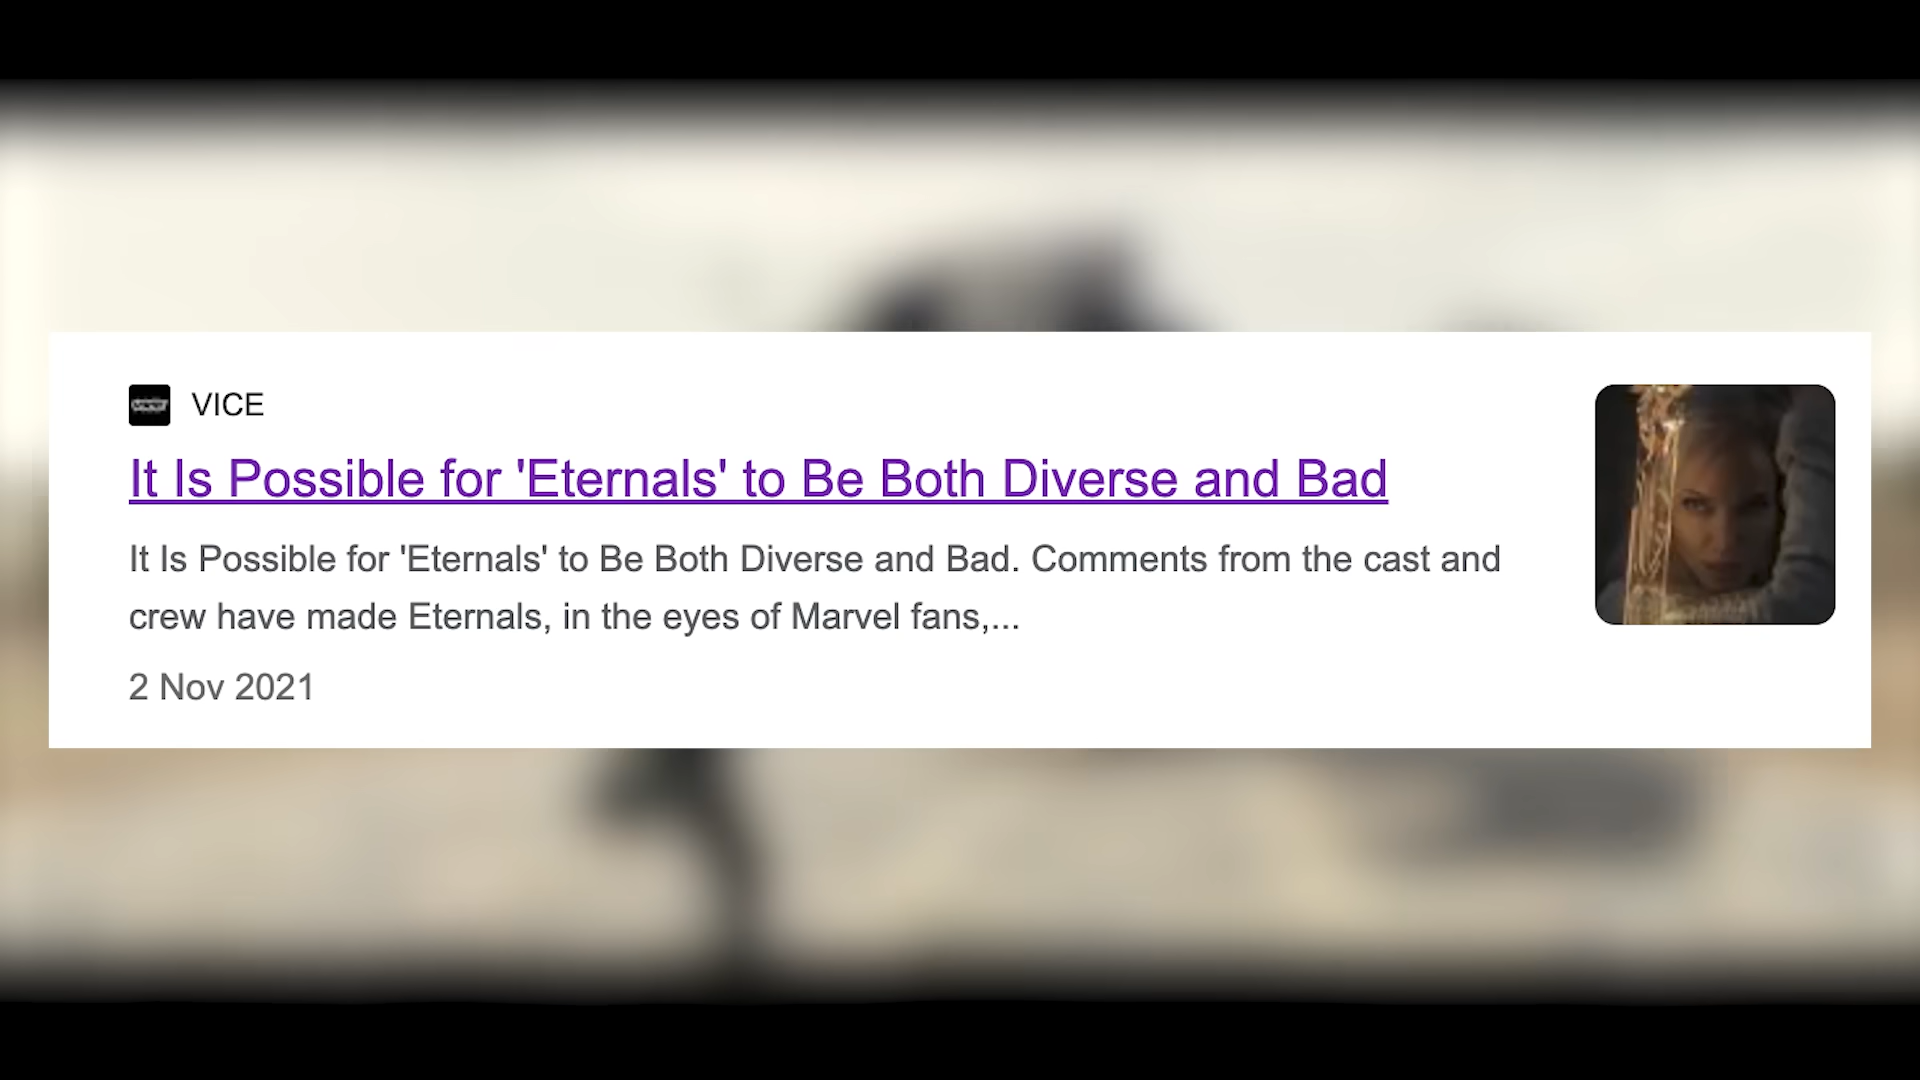 VICE
It Is Possible for 'Eternals' to Be Both Diverse and Bad
It Is Possible for 'Eternals' to Be Both Diverse and Bad. Comments from the cast and
crew have made Eternals, in the eyes of Marvel fans,...
2 Nov 2021